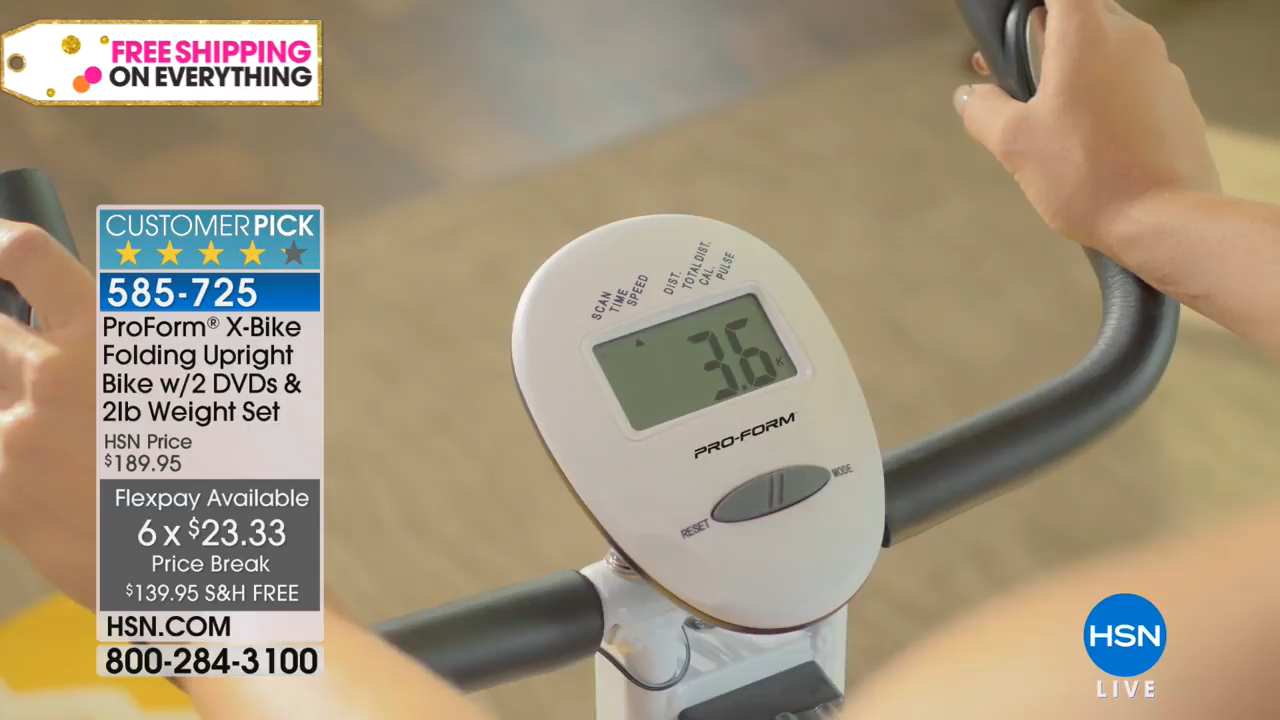 FREE SHIPPING
ON EVERYTHING
CUSTOMER PICK
585-725
ProForm® X-Bike
Folding Upright
Bike w/2 DVDs &
2lb Weight Set
HSN Price
$189.95
Flexpay Available
6 x $23.33
Price Break
$139.95 S&H FREE
HSN.COM
800-284-3100
SCAN
TIME
SPEED
DIST.
TOTAL DIST.
CAL.
PULSE
3.6 K
PRO-FORM
MODE
RESET
HSN
LIVE